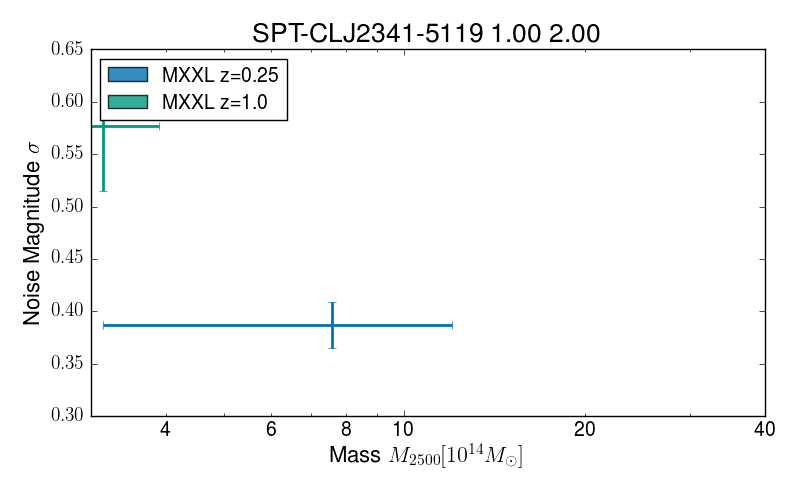 SPT-CLJ2341-5119 1.00 2.00
MXXL z=0.25
MXXL z=1.0
Noise Magnitude σ
0.65
0.60
0.55
0.50
0.45
0.40
0.35
0.30
4 6 8 10 20 40
Mass M₂₅₀₀[10¹⁴M☉]